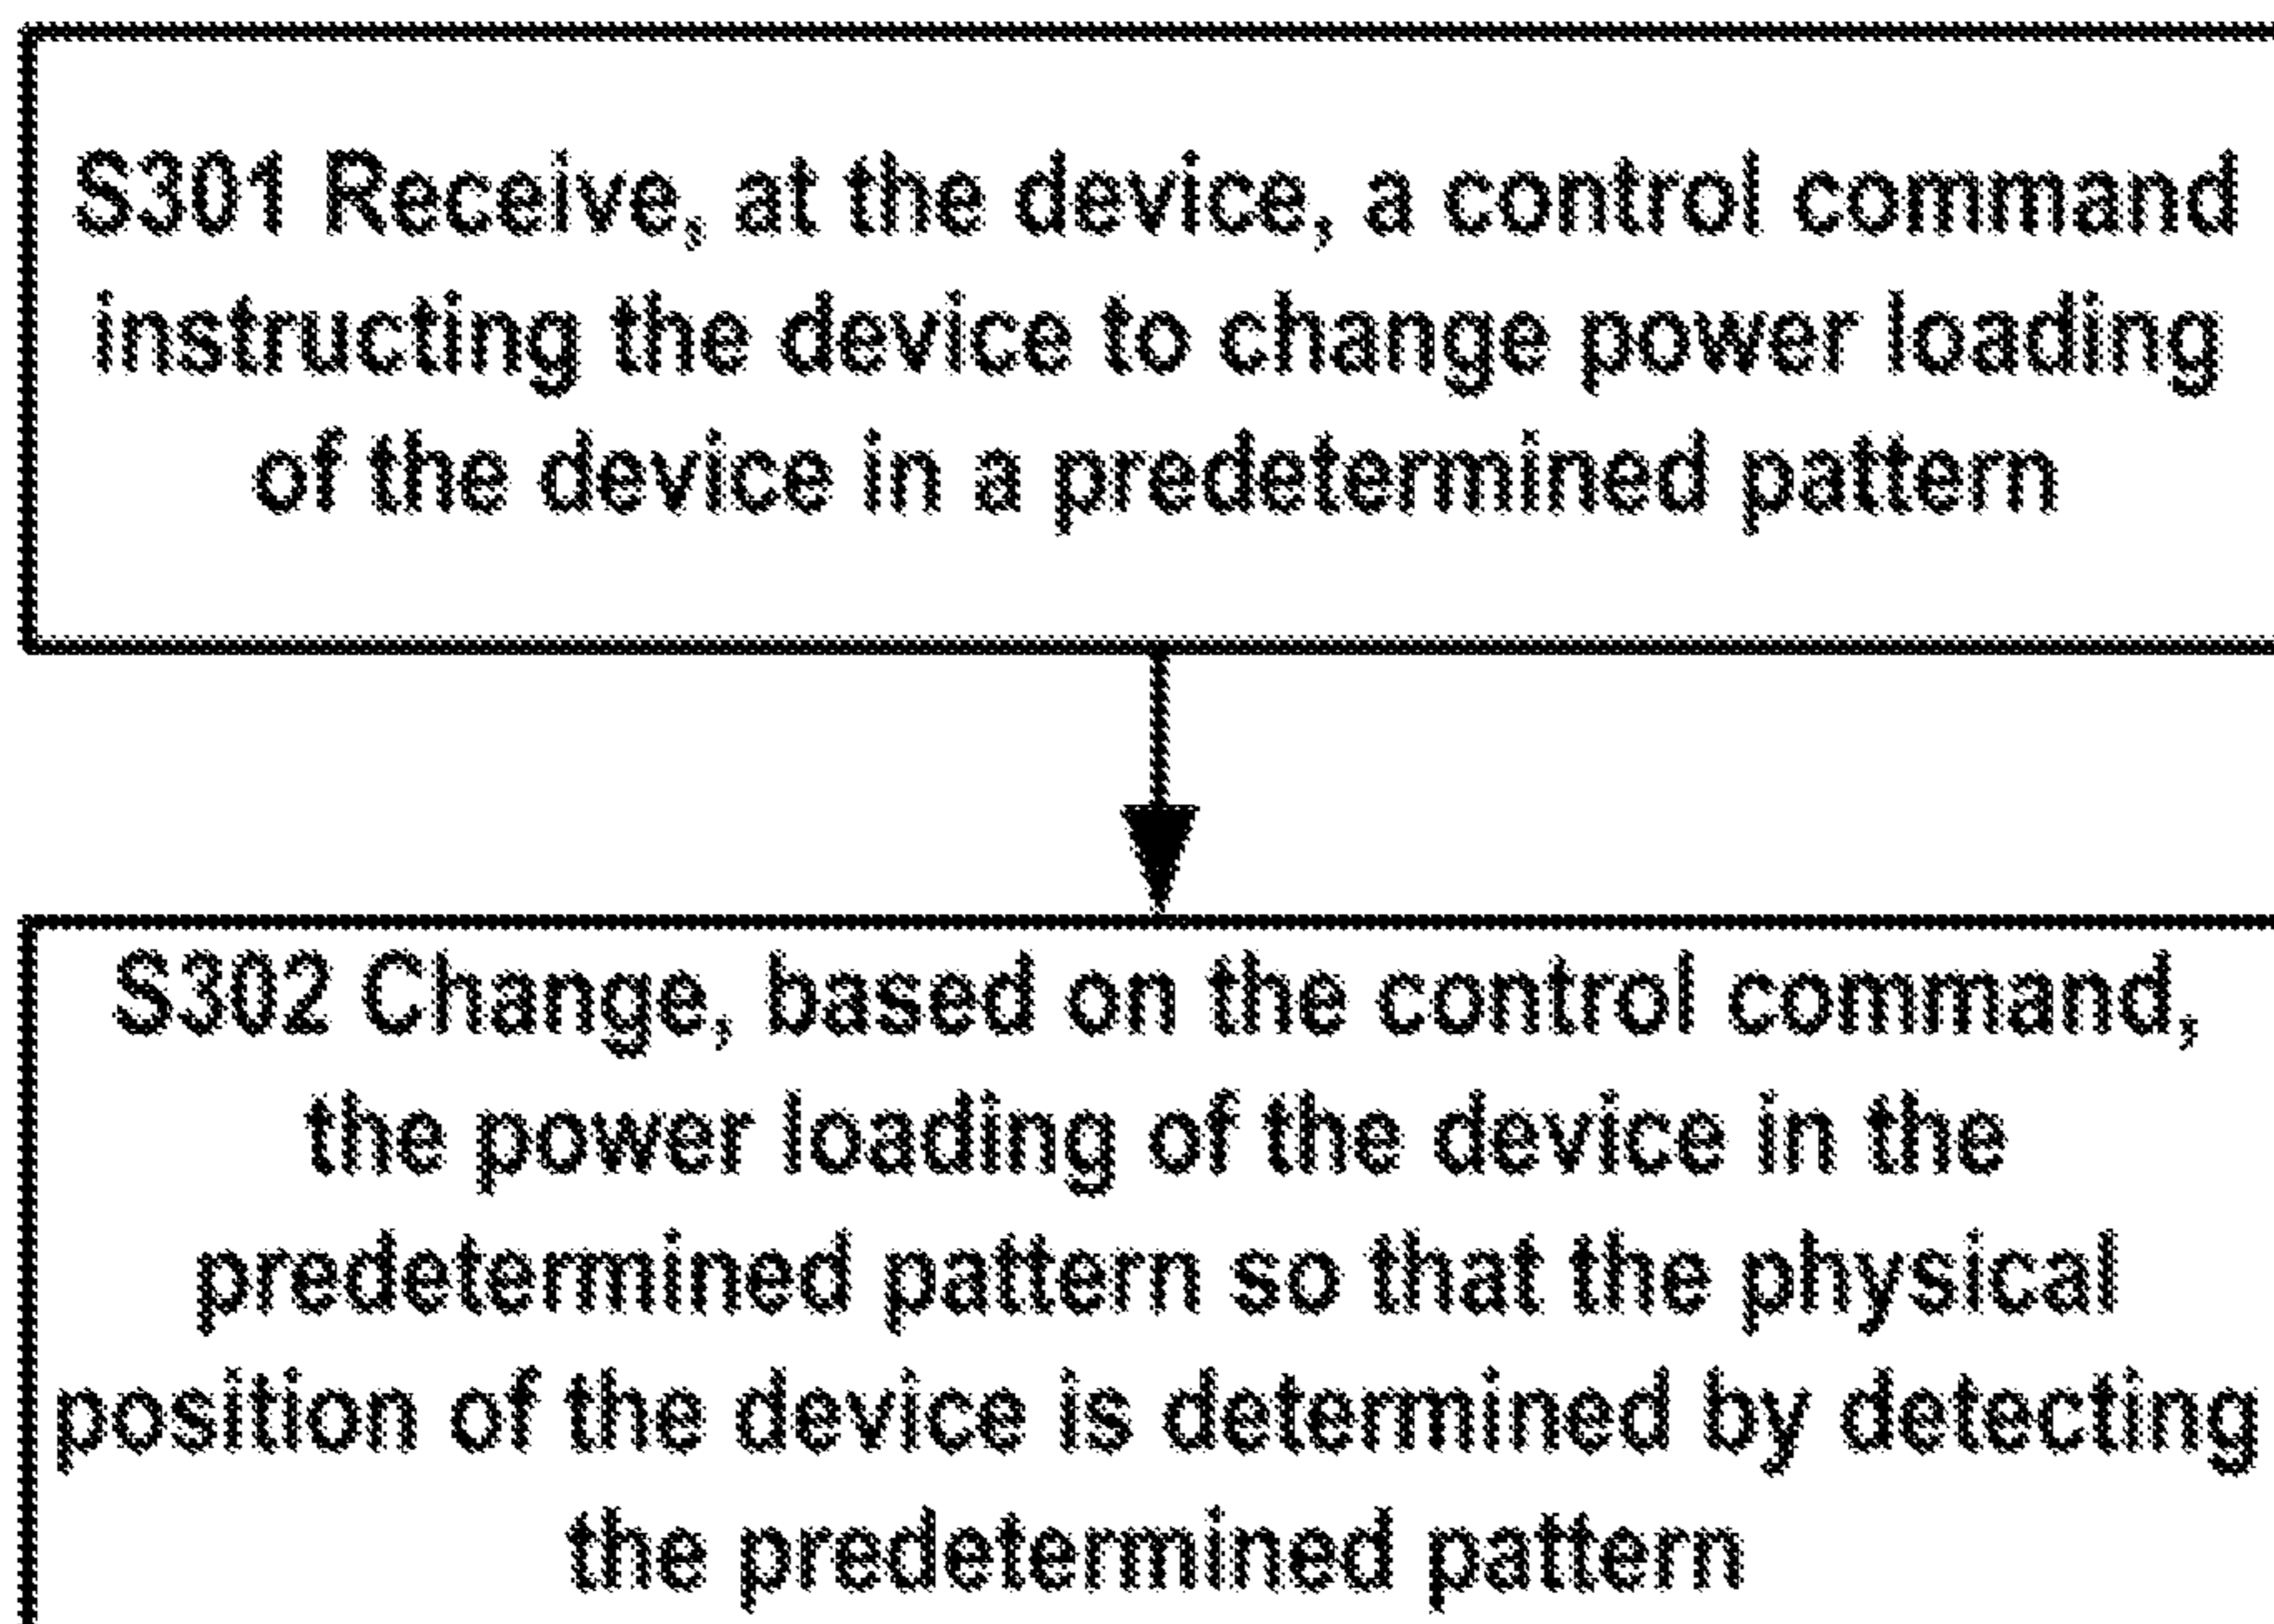 S301 Receive, at the device, a control command
instructing the device to change power loading
of the device in a predetermined pattern
S302 Change, based on the control command,
the power loading of the device in the
predetermined pattern so that the physical
position of the device is determined by detecting
the predetermined pattern